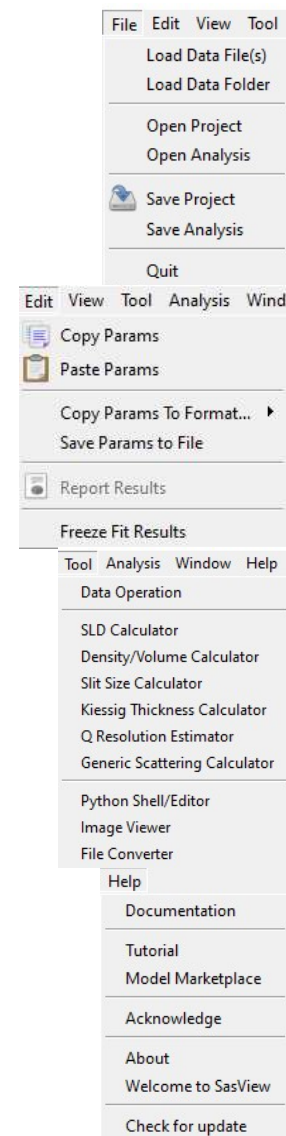 File Edit View Tool
Load Data File(s)
Load Data Folder
Open Project
Open Analysis
Save Project
Save Analysis
Quit
Edit View Tool Analysis Wind
Copy Params
Paste Params
Copy Params To Format...
Save Params to File
Report Results
Freeze Fit Results
Tool Analysis Window Help
Data Operation
SLD Calculator
Density/Volume Calculator
Slit Size Calculator
Kiessig Thickness Calculator
Q Resolution Estimator
Generic Scattering Calculator
Python Shell/Editor
Image Viewer
File Converter
Help
Documentation
Tutorial
Model Marketplace
Acknowledge
About
Welcome to SasView
Check for update